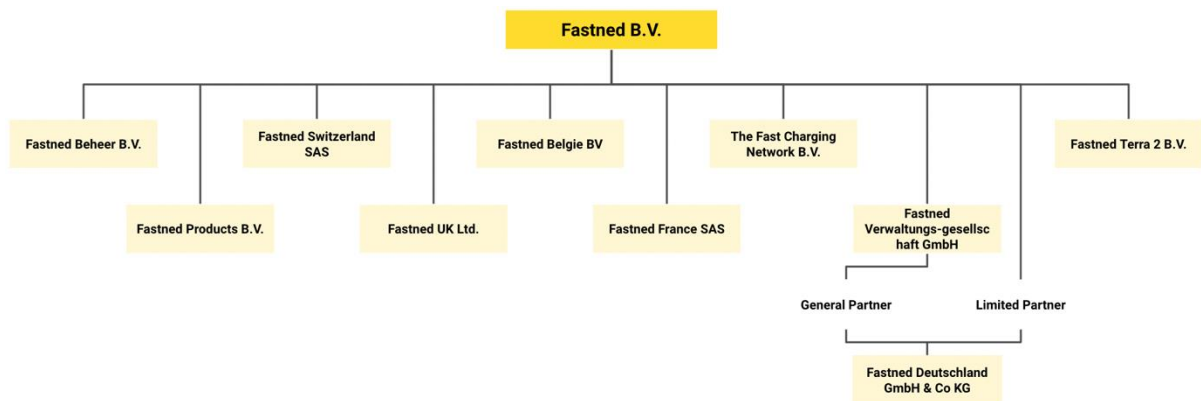 Fastned B.V.
Fastned Beheer B.V.
Fastned Switzerland
SAS
Fastned Belgie BV
The Fast Charging
Network B.V.
Fastned Terra 2 B.V.
Fastned Products B.V.
Fastned UK Ltd.
Fastned France SAS
Fastned
Verwaltungs-gesellsc
haft GmbH
General Partner
Limited Partner
Fastned Deutschland
GmbH & Co KG